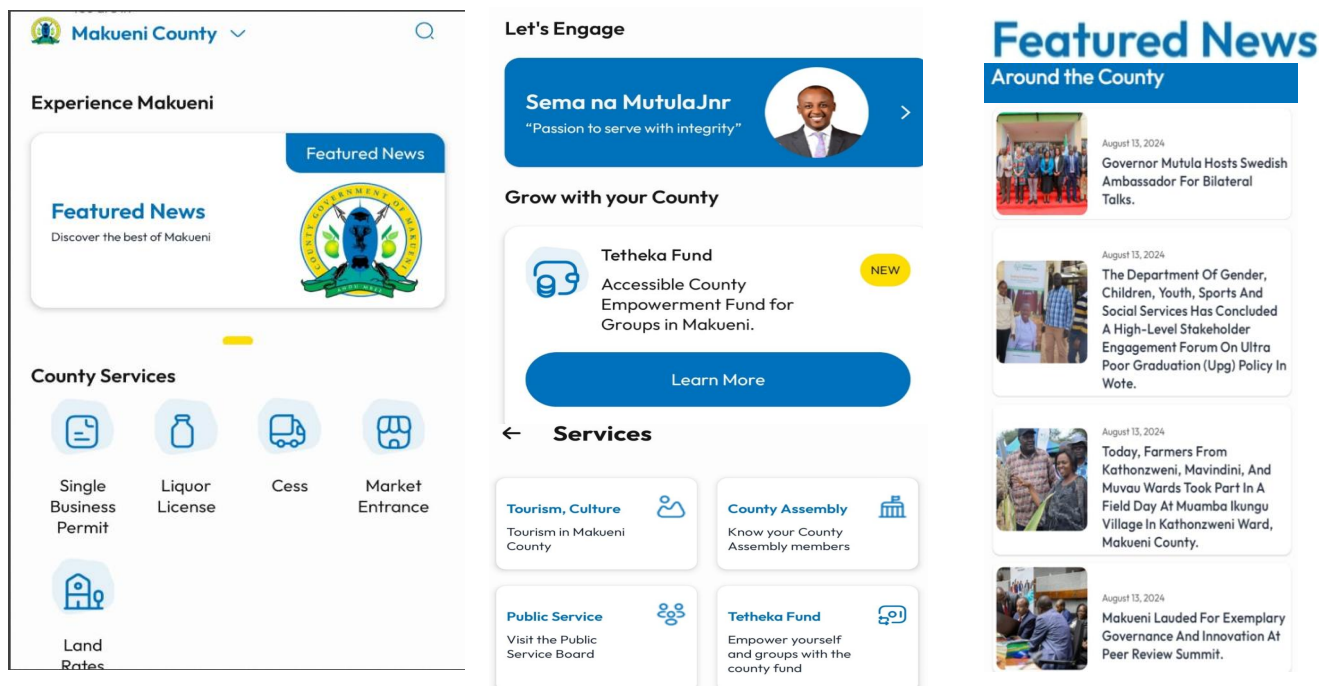 Makueni County
Experience Makueni
Featured News
Featured News
Discover the best of Makueni
COUNTY GOVERNMENT OF MAKUENI
County Services
Single
Business
Permit
Liquor
License
Cess
Market
Entrance
Land
Rates
Let's Engage
Sema na MutulaJnr
“Passion to serve with integrity”
Grow with your County
Tetheka Fund
NEW
Accessible County
Empowerment Fund for
Groups in Makueni.
Learn More
← Services
Tourism, Culture
Tourism in Makueni
County
County Assembly
Know your County
Assembly members
Public Service
Visit the Public
Service Board
Tetheka Fund
Empower yourself
and groups with the
county fund
Featured News
Around the County
August 13, 2024
Governor Mutula Hosts Swedish
Ambassador For Bilateral
Talks.
August 13, 2024
The Department Of Gender,
Children, Youth, Sports And
Social Services Has Concluded
A High-Level Stakeholder
Engagement Forum On Ultra
Poor Graduation (Upg) Policy In
Wote.
August 13, 2024
Today, Farmers From
Kathonzweni, Mavindini, And
Muvau Wards Took Part In A
Field Day At Muamba Ikungu
Village In Kathonzweni Ward,
Makueni County.
August 13, 2024
Makueni Lauded For Exemplary
Governance And Innovation At
Peer Review Summit.